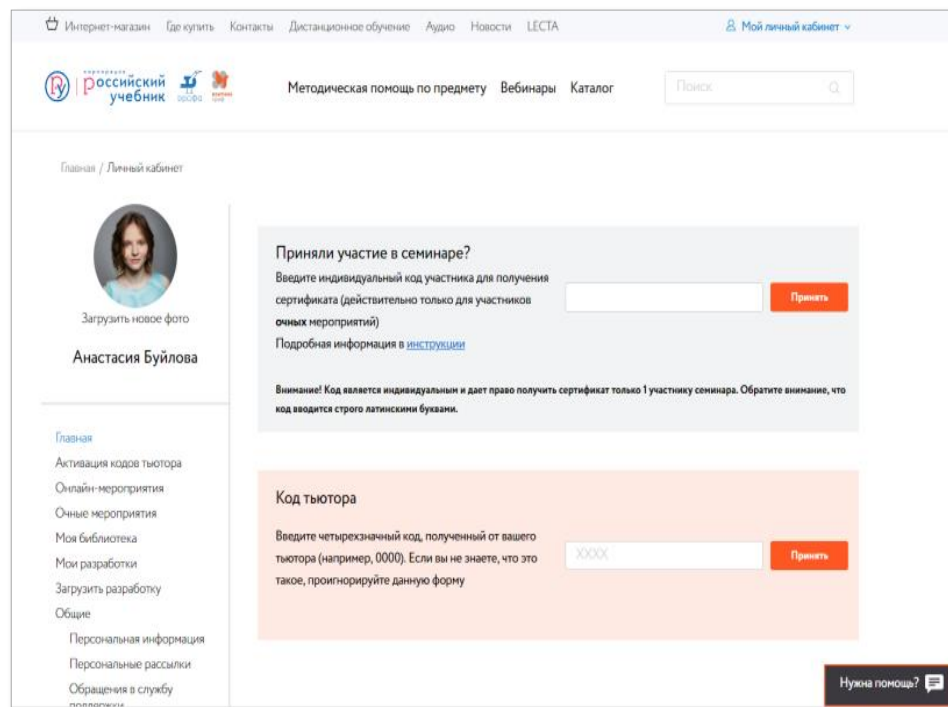 Интернет-магазин Где купить Контакты Дистанционное обучение Аудио Новости LECTA Мой личный кабинет
корпорация
российский
учебник
дрофа
Методическая помощь по предмету Вебинары Каталог Поиск
Главная / Личный кабинет
Загрузить новое фото
Анастасия Буйлова
Главная
Активация кодов тьютора
Онлайн-мероприятия
Очные мероприятия
Моя библиотека
Мои разработки
Загрузить разработку
Общие
Персональная информация
Персональные рассылки
Обращения в службу
поддержки
Приняли участие в семинаре?
Введите индивидуальный код участника для получения
сертификата (действительно только для участников
очных мероприятий)
Подробная информация в инструкции
Принять
Внимание! Код является индивидуальным и дает право получить сертификат только 1 участнику семинара. Обратите внимание, что
код вводится строго латинскими буквами.
Код тьютора
Введите четырехзначный код, полученный от вашего
тьютора (например, 0000). Если вы не знаете, что это
такое, проигнорируйте данную форму
XXXX
Принять
Нужна помощь?